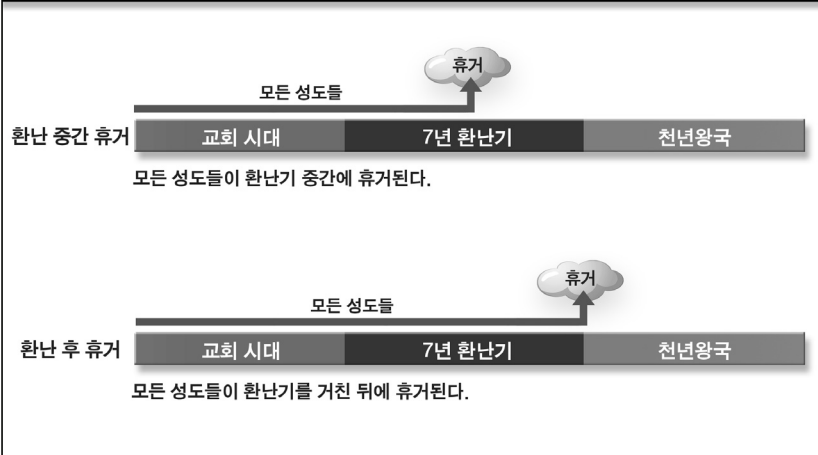 휴거
모든 성도들
환난 중간 휴거 교회 시대 7년 환난기 천년왕국
모든 성도들이 환난기 중간에 휴거된다.
휴거
모든 성도들
환난 후 휴거 교회 시대 7년 환난기 천년왕국
모든 성도들이 환난기를 거친 뒤에 휴거된다.